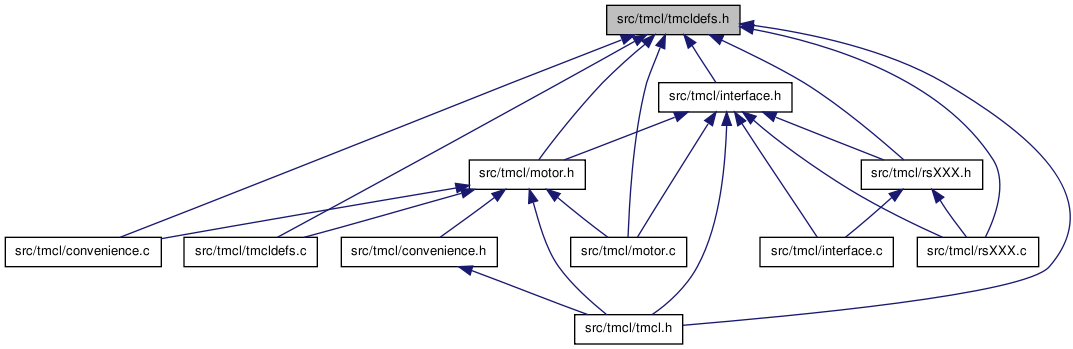 src/tmcl/tmcldefs.h
src/tmcl/interface.h
src/tmcl/motor.h
src/tmcl/rsXXX.h
src/tmcl/convenience.c
src/tmcl/tmcldefs.c
src/tmcl/convenience.h
src/tmcl/motor.c
src/tmcl/interface.c
src/tmcl/rsXXX.c
src/tmcl/tmcl.h